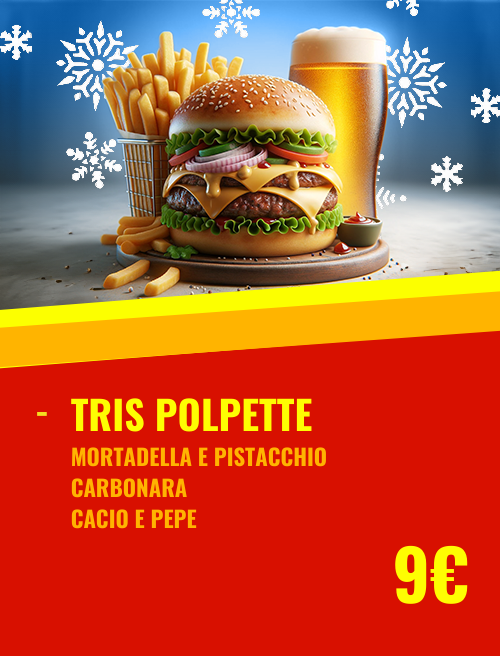 - TRIS POLPETTE
MORTADELLA E PISTACCHIO
CARBONARA
CACIO E PEPE
9€